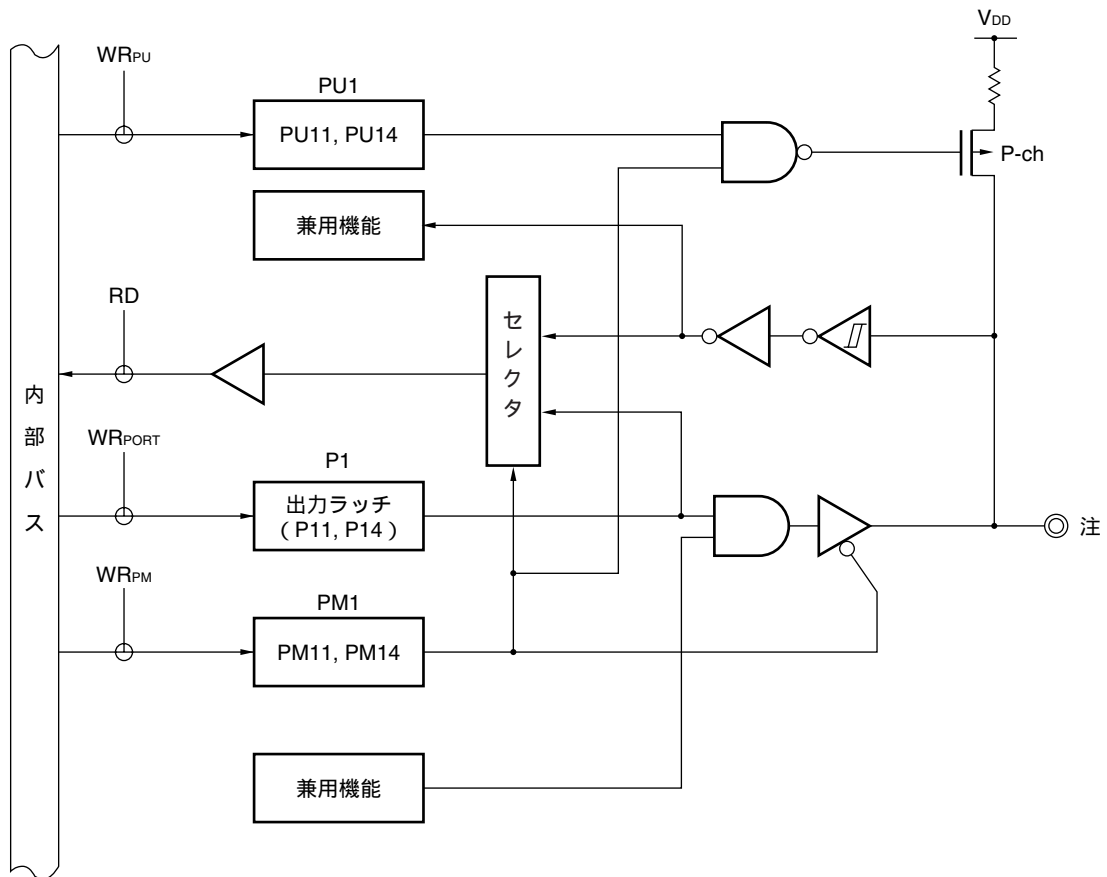 VDD
WRPU
PU1
PU11, PU14
P-ch
兼用機能
RD
セレクタ
内部バス
WRPORT
P1
出力ラッチ
( P11, P14 )
注
WRPM
PM1
PM11, PM14
兼用機能